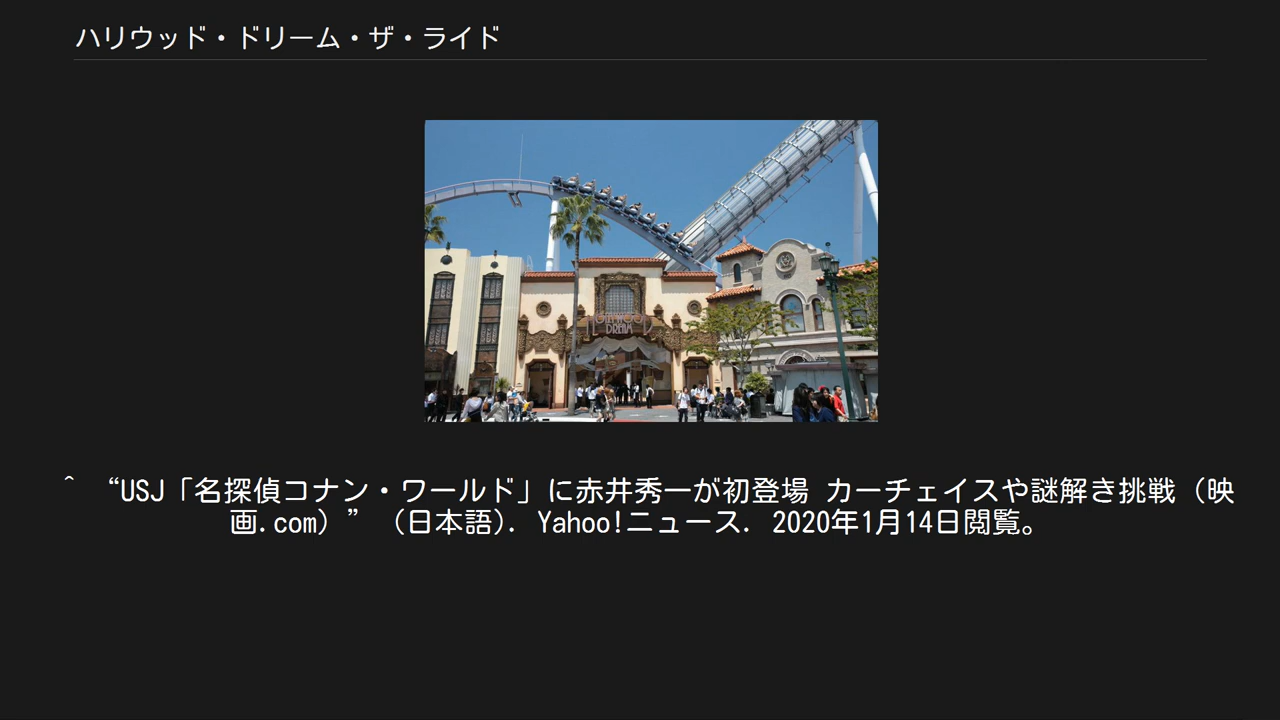 ハリウッド・ドリーム・ザ・ライド
HOLLYWOOD
DREAM
^ “USJ「名探偵コナン・ワールド」に赤井秀一が初登場 カーチェイスや謎解き挑戦（映
画.com）” (日本語). Yahoo!ニュース. 2020年1月14日閲覧。